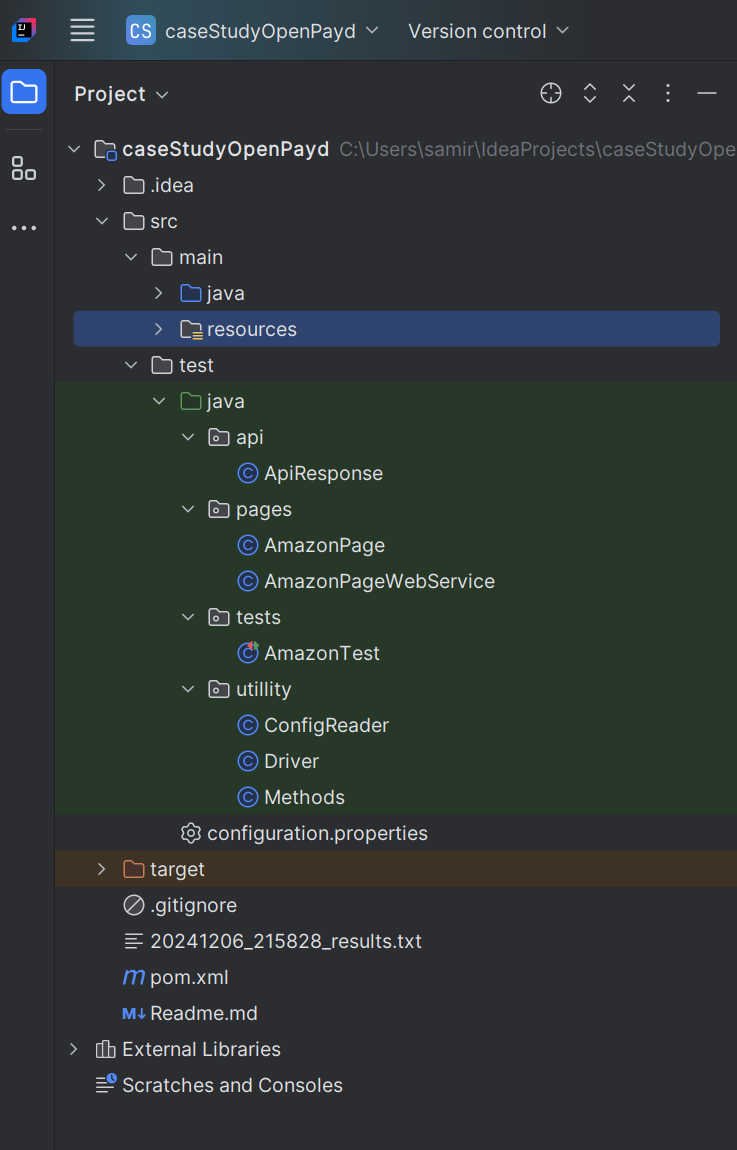 CS caseStudyOpenPayd Version control
Project
caseStudyOpenPayd C:\Users\samir\IdeaProjects\caseStudyOpe
.idea
src
main
java
resources
test
java
api
C ApiResponse
pages
C AmazonPage
C AmazonPageWebService
tests
C AmazonTest
utillity
C ConfigReader
C Driver
C Methods
configuration.properties
target
.gitignore
20241206_215828_results.txt
m pom.xml
M↓ Readme.md
External Libraries
Scratches and Consoles